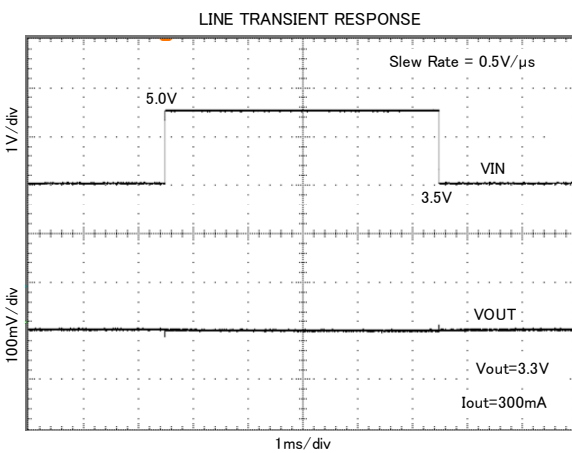 LINE TRANSIENT RESPONSE
Slew Rate = 0.5V/µs
5.0V
1V/div
VIN
3.5V
VOUT
100mV/div
Vout=3.3V
Iout=300mA
1ms/div